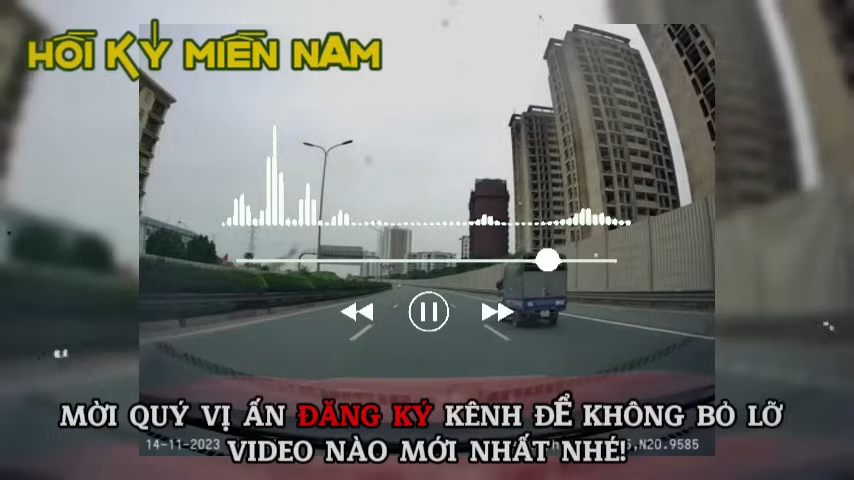 HỒI KÝ MIỀN NAM
MỜI QUÝ VỊ ẤN ĐĂNG KÝ KÊNH ĐỂ KHÔNG BỎ LỠ
14-11-2023
VIDEO NÀO MỚI NHẤT NHÉ!
,N20.9585